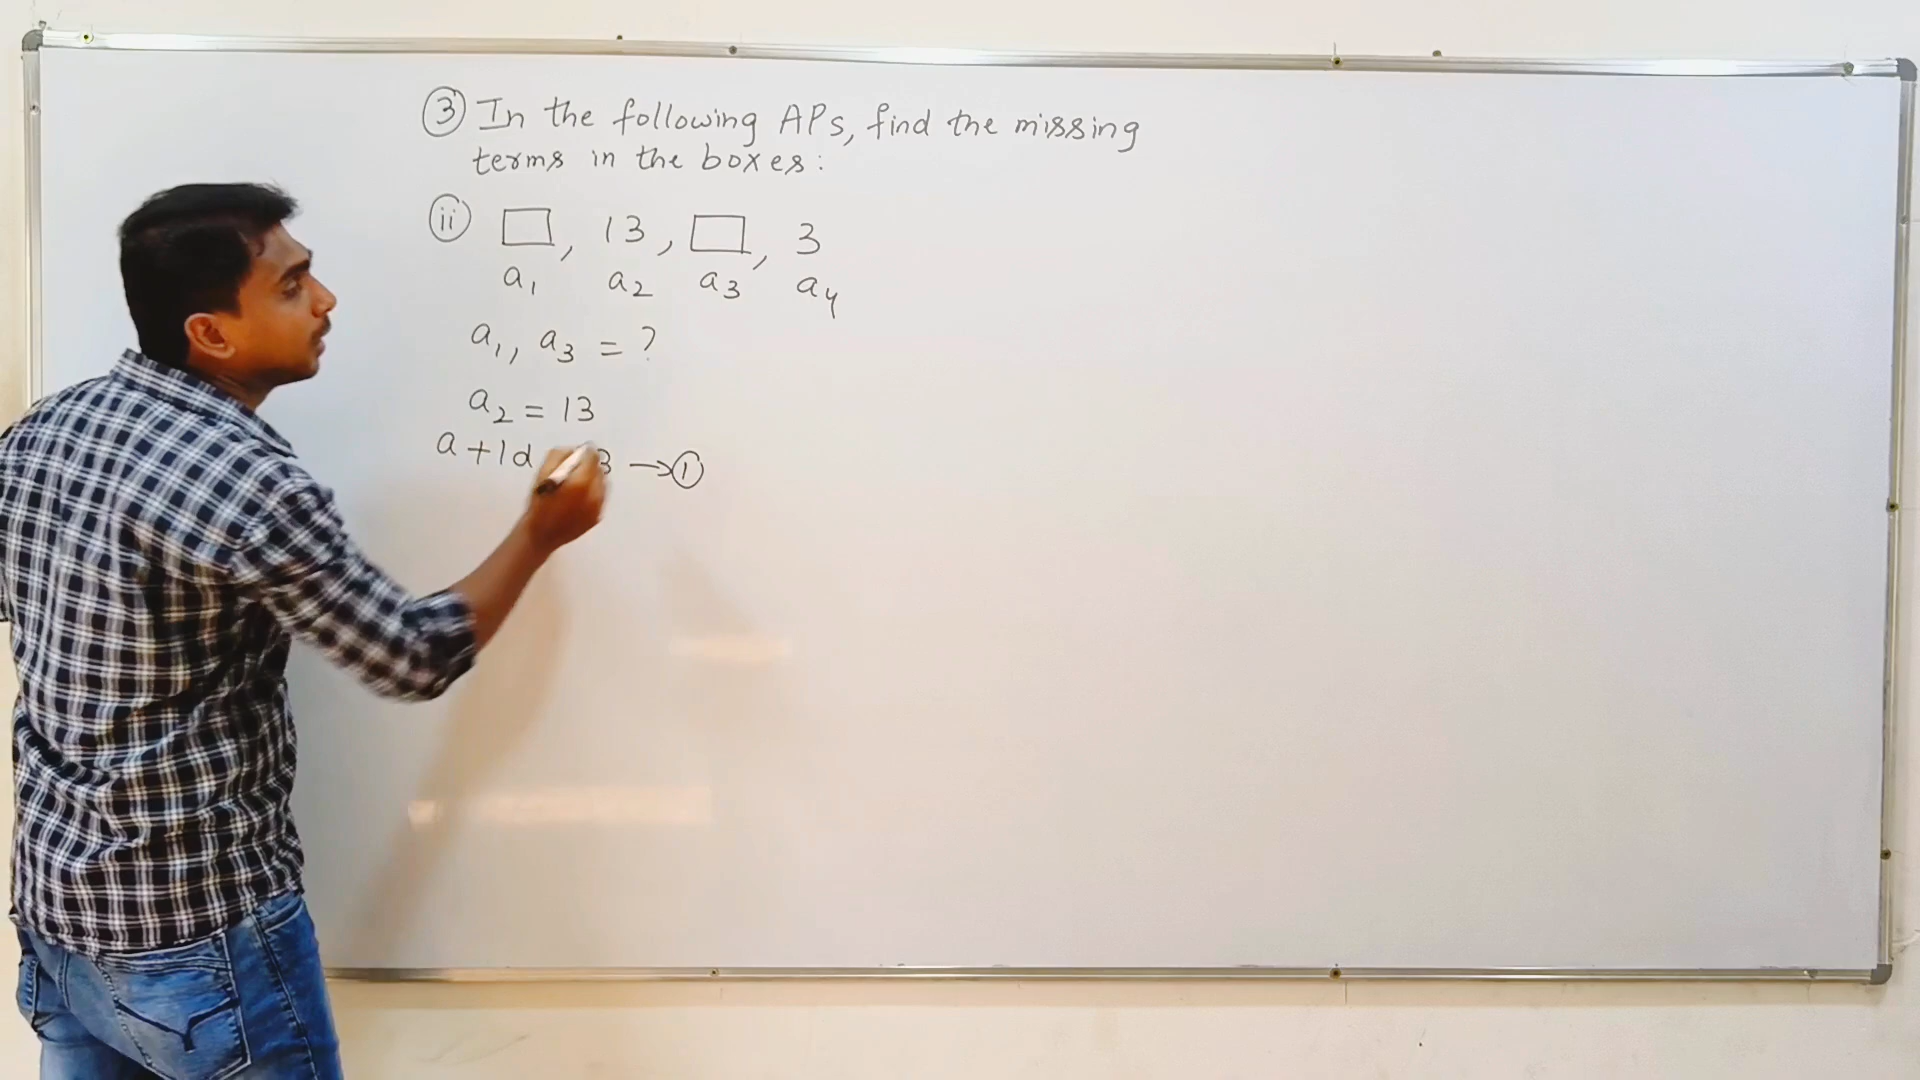 ③ In the following APs, find the missing
terms in the boxes:
ⅱ □, 13, □, 3
a₁ a₂ a₃ a₄
a₁, a₃ = ?
a₂ = 13
a + 1d 3 → ①